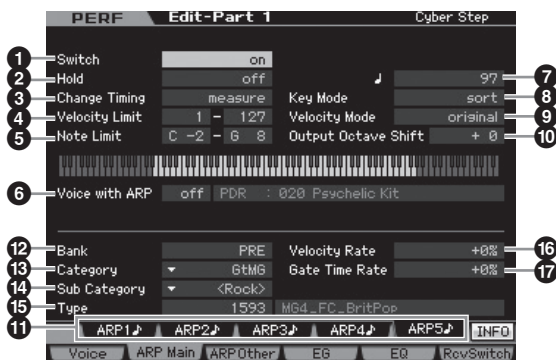 PERF Edit-Part 1 Cyber Step
1 Switch on
2 Hold off ♩ 97 7
3 Change Timing measure Key Mode sort 8
4 Velocity Limit 1 - 127 Velocity Mode original 9
5 Note Limit C -2 - G 8 Output Octave Shift + 0 10
6 Voice with ARP off PDR : 020 Psychelic Kit
12 Bank PRE Velocity Rate +0% 16
13 Category GtMG Gate Time Rate +0% 17
14 Sub Category <Rock>
15 Type 1593 MG4_FC_BritPop
11 ARP1♪ ARP2♪ ARP3♪ ARP4♪ ARP5♪ INFO
Voice ARP Main ARP Other EG EQ RcvSwitch